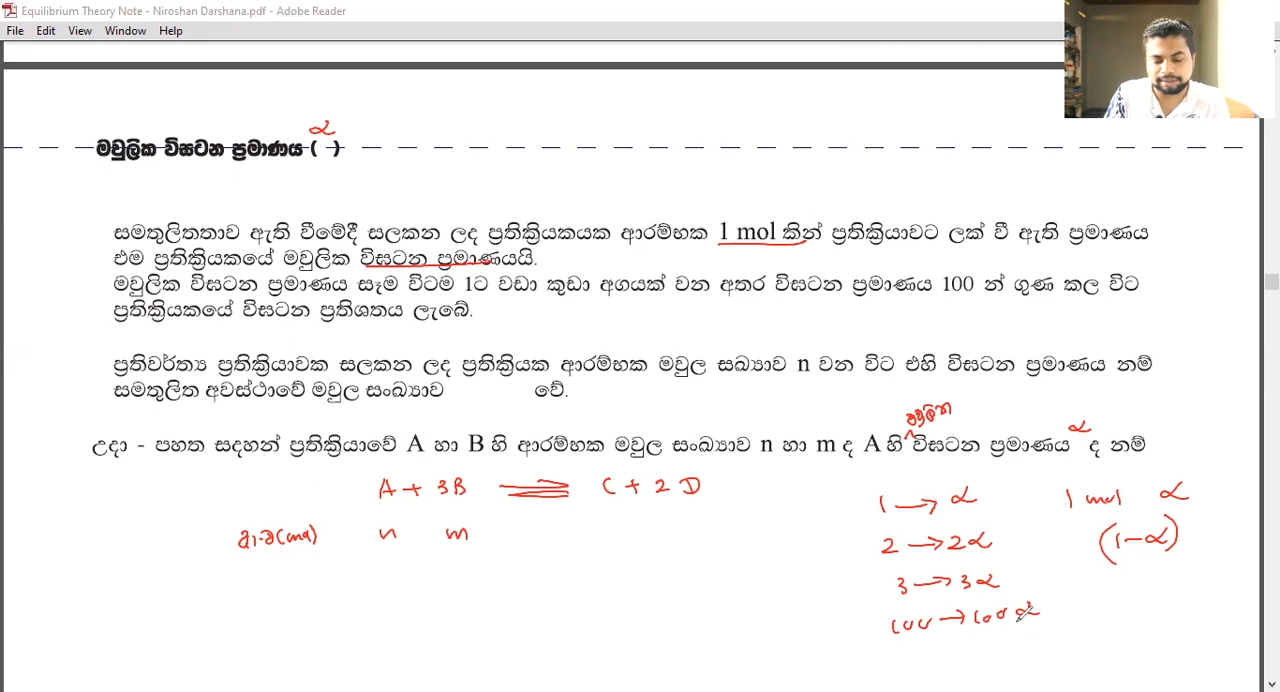 Equilibrium Theory Note - Niroshan Darshana.pdf - Adobe Reader
File Edit View Window Help
α
මවුලික විඝටන ප්‍රමාණය ( )
සමතුලිතතාව ඇති වීමේදී සලකන ලද ප්‍රතික්‍රියකයක ආරම්භක 1 mol කින් ප්‍රතික්‍රියාවට ලක් වී ඇති ප්‍රමාණය
එම ප්‍රතික්‍රියකයේ මවුලික විඝටන ප්‍රමාණයයි.
මවුලික විඝටන ප්‍රමාණය සෑම විටම 1ට වඩා කුඩා අගයක් වන අතර විඝටන ප්‍රමාණය 100 න් ගුණ කල විට
ප්‍රතික්‍රියකයේ විඝටන ප්‍රතිශතය ලැබේ.
ප්‍රතිවර්ත්‍ය ප්‍රතික්‍රියාවක සලකන ලද ප්‍රතික්‍රියක ආරම්භක මවුල සඛ්‍යාව n වන විට එහි විඝටන ප්‍රමාණය නම්
සමතුලිත අවස්ථාවේ මවුල සංඛ්‍යාව වේ.
මවුලික α
උදා - පහත සදහන් ප්‍රතික්‍රියාවේ A හා B හි ආරම්භක මවුල සංඛ්‍යාව n හා m ද A හි විඝටන ප්‍රමාණය ද නම්
A + 3B ⇌ C + 2D
1 → α 1 mol α
ආ.ම(mol) n m
2 → 2α (1-α)
3 → 3α
100 → 100α